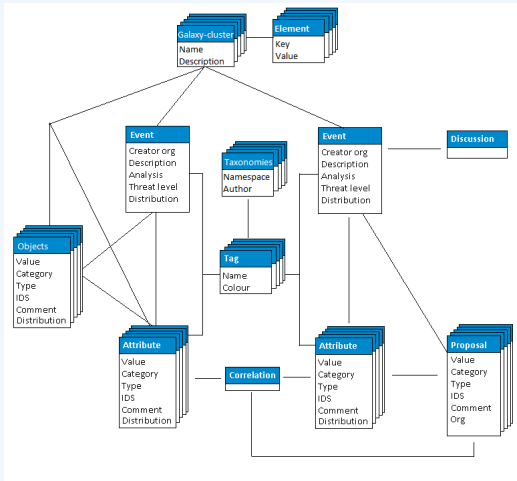 Galaxy-cluster
Name
Description
Element
Key
Value
Event
Creator org
Description
Analysis
Threat level
Distribution
Taxonomies
Namespace
Author
Event
Creator org
Description
Analysis
Threat level
Distribution
Discussion
Objects
Value
Category
Type
IDS
Comment
Distribution
Tag
Name
Colour
Attribute
Value
Category
Type
IDS
Comment
Distribution
Correlation
Attribute
Value
Category
Type
IDS
Comment
Distribution
Proposal
Value
Category
Type
IDS
Comment
Org